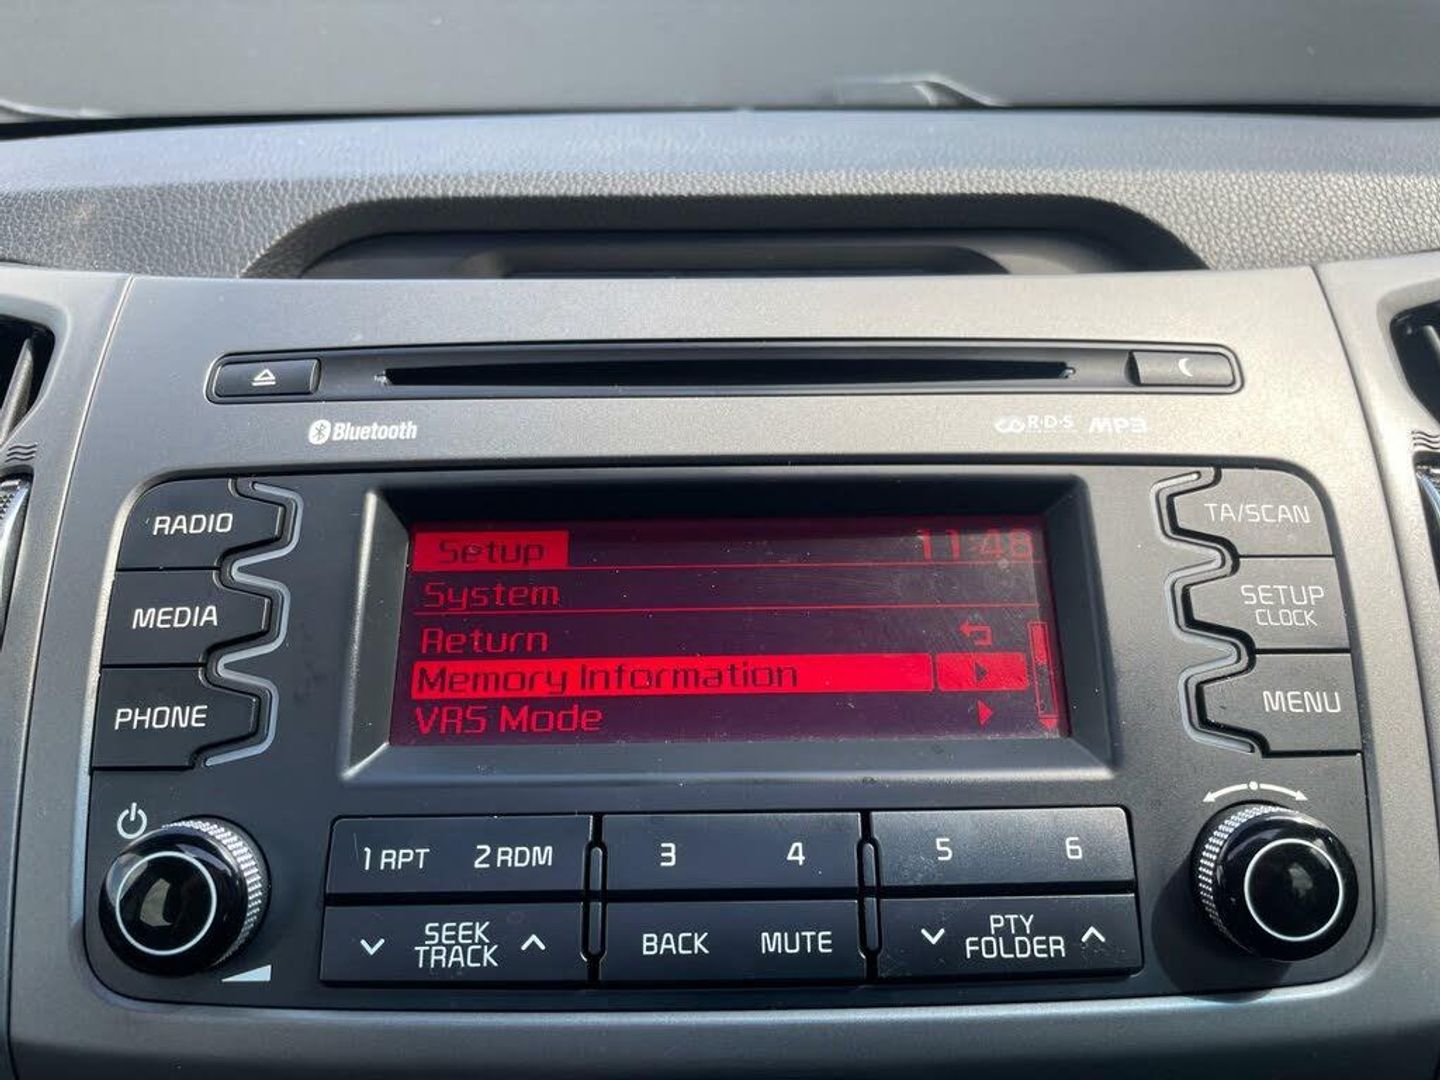 Bluetooth
R·D·S MP3
RADIO
MEDIA
PHONE
Setup 11:48
System
Return
Memory Information
VRS Mode
TA/SCAN
SETUP
CLOCK
MENU
1 RPT 2 RDM 3 4 5 6
SEEK
TRACK
BACK MUTE
PTY
FOLDER